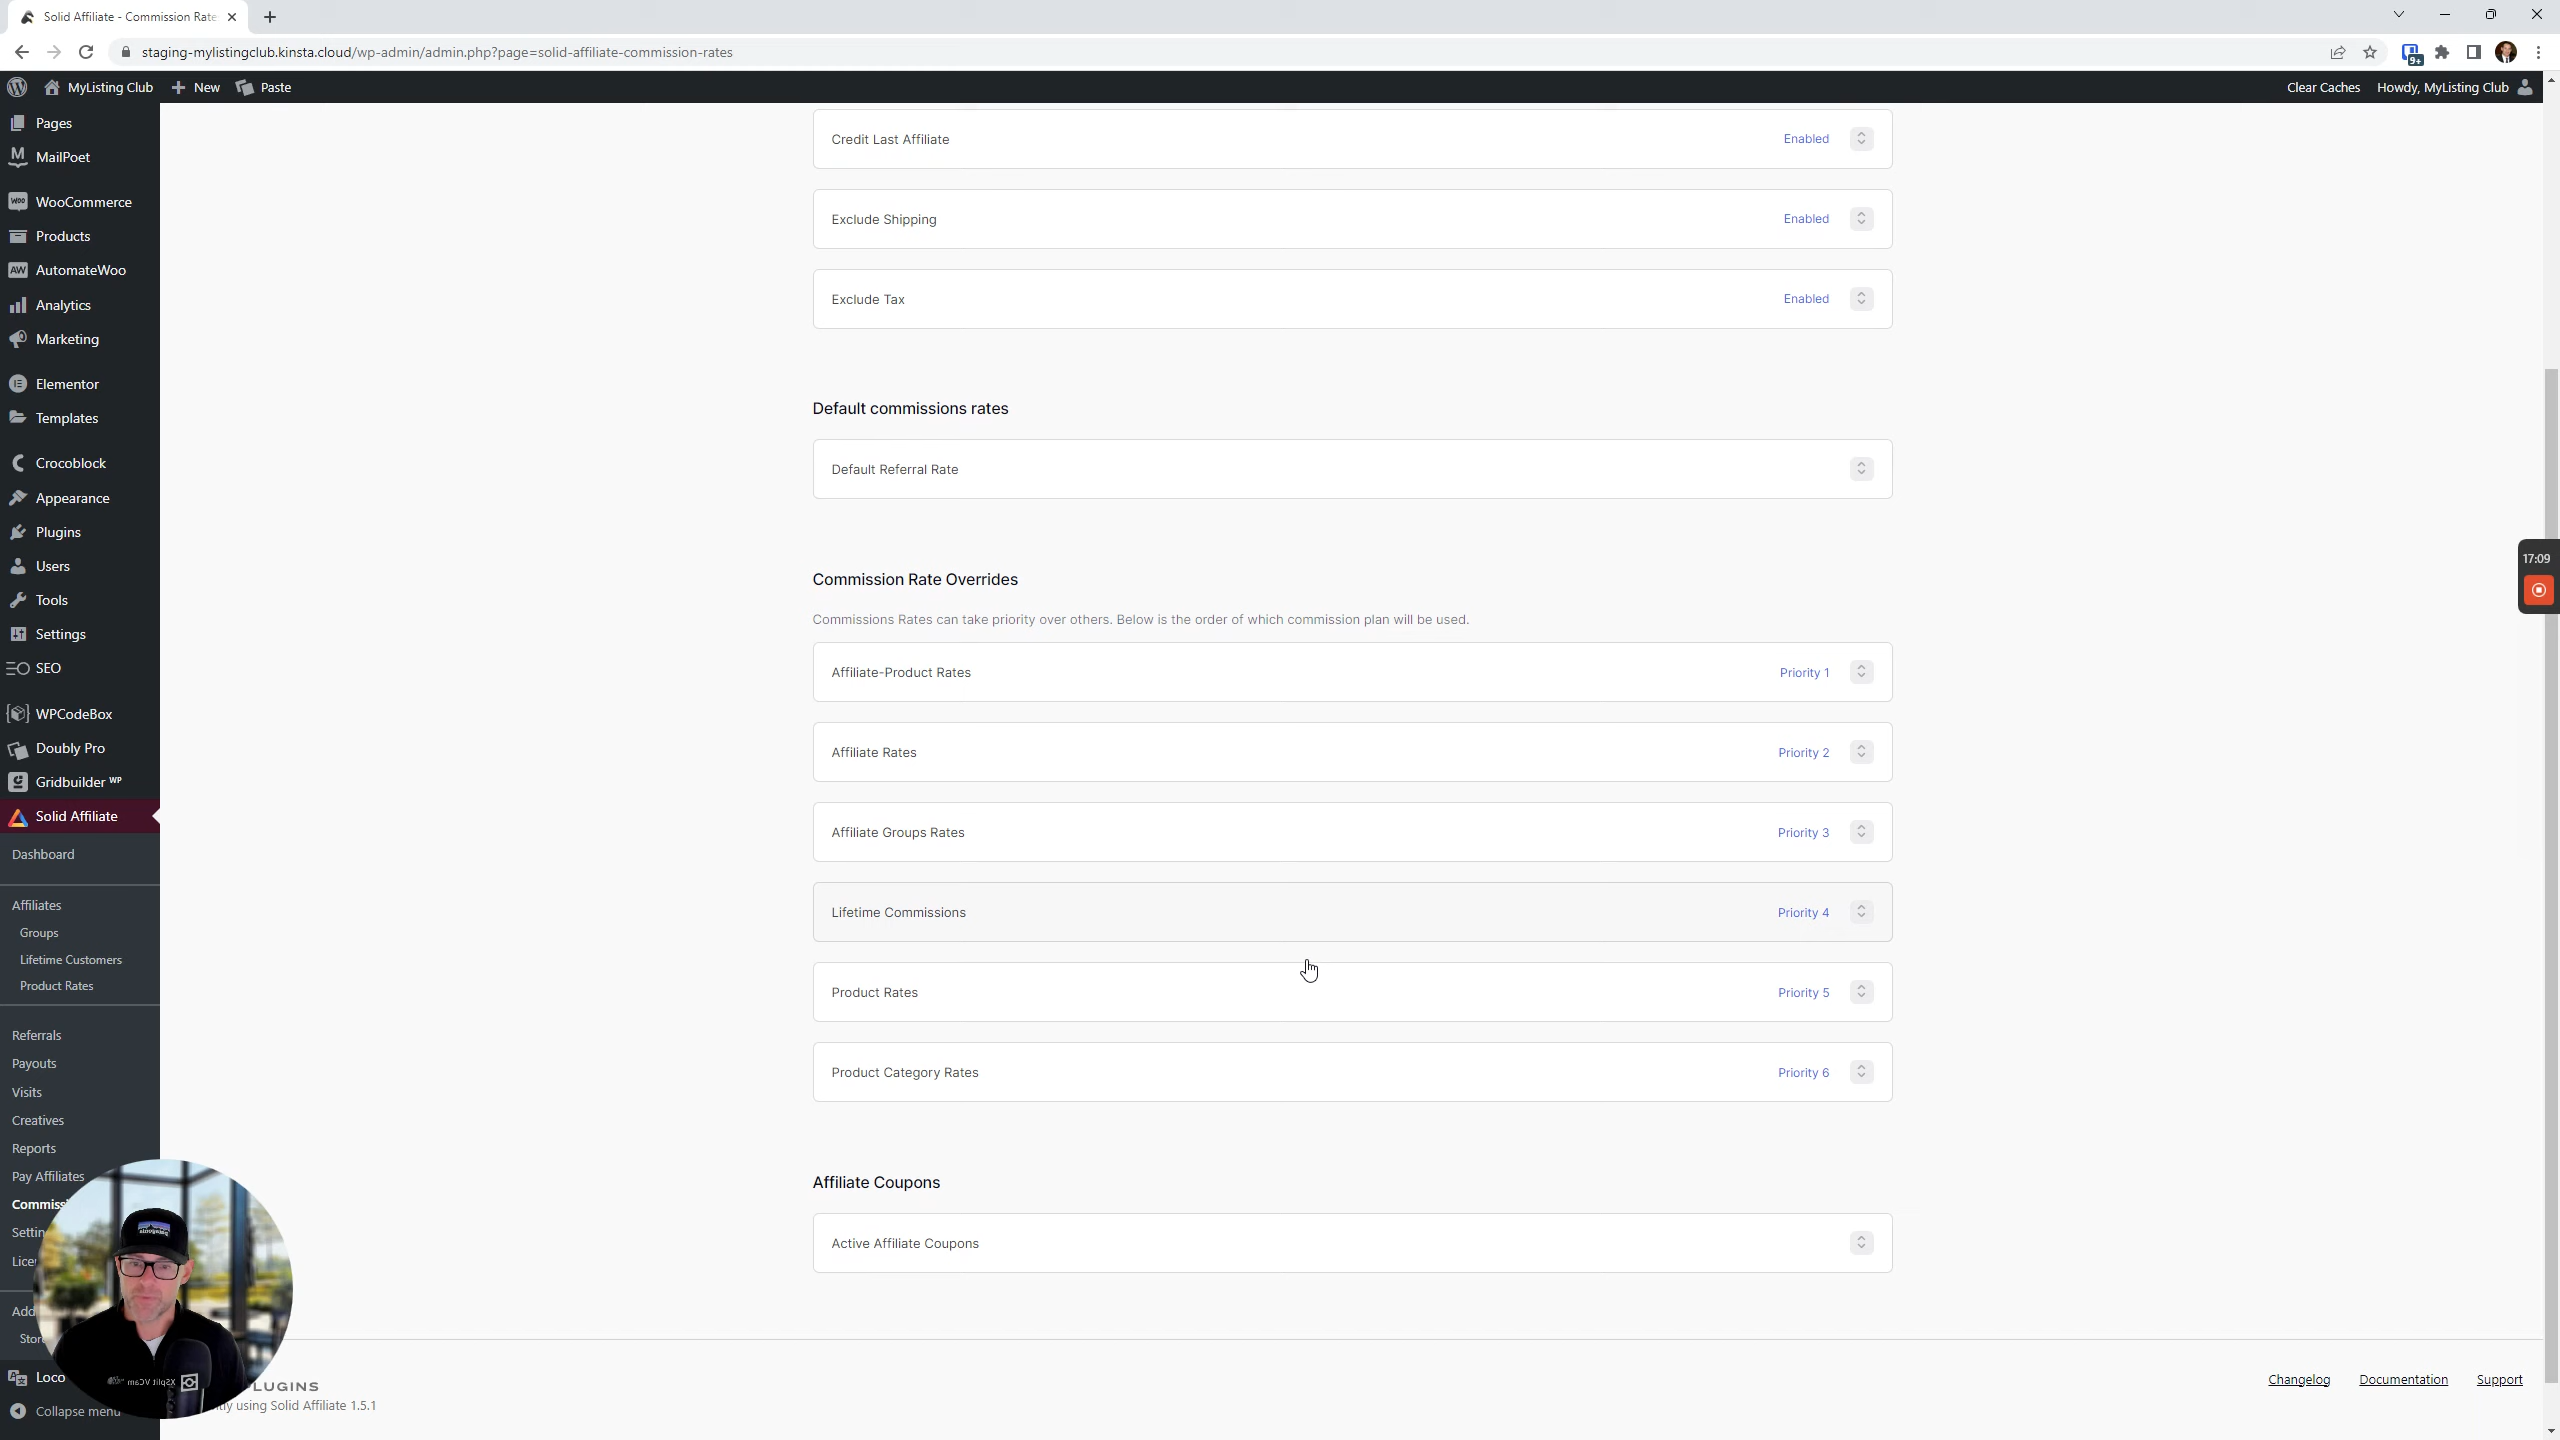 Solid Affiliate - Commission Rate
staging-mylistingclub.kinsta.cloud/wp-admin/admin.php?page=solid-affiliate-commission-rates
9+
MyListing Club
New
Paste
Clear Caches
Howdy, MyListing Club
Pages
MailPoet
WooCommerce
Products
AutomateWoo
Analytics
Marketing
Elementor
Templates
Crocoblock
Appearance
Plugins
Users
Tools
Settings
SEO
WPCodeBox
Doubly Pro
Gridbuilder WP
Solid Affiliate
Dashboard
Affiliates
Groups
Lifetime Customers
Product Rates
Referrals
Payouts
Visits
Creatives
Reports
Pay Affiliates
Commiss
Settin
Lice
Add
Stor
Loco
Collapse menu
Credit Last Affiliate
Enabled
Exclude Shipping
Enabled
Exclude Tax
Enabled
Default commissions rates
Default Referral Rate
Commission Rate Overrides
Commissions Rates can take priority over others. Below is the order of which commission plan will be used.
Affiliate-Product Rates
Priority 1
Affiliate Rates
Priority 2
Affiliate Groups Rates
Priority 3
Lifetime Commissions
Priority 4
Product Rates
Priority 5
Product Category Rates
Priority 6
Affiliate Coupons
Active Affiliate Coupons
17:09
XSplit VCam
LUGINS
ly using Solid Affiliate 1.5.1
Changelog
Documentation
Support